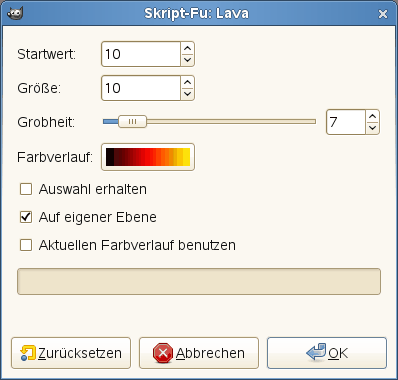 Skript-Fu: Lava
Startwert: 10
Größe: 10
Grobheit: 7
Farbverlauf:
Auswahl erhalten
Auf eigener Ebene
Aktuellen Farbverlauf benutzen
Zurücksetzen Abbrechen OK